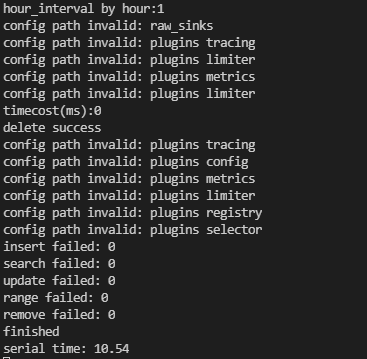 hour_interval by hour:1
config path invalid: raw_sinks
config path invalid: plugins tracing
config path invalid: plugins limiter
config path invalid: plugins metrics
config path invalid: plugins limiter
timecost(ms):0
delete success
config path invalid: plugins tracing
config path invalid: plugins config
config path invalid: plugins metrics
config path invalid: plugins limiter
config path invalid: plugins registry
config path invalid: plugins selector
insert failed: 0
search failed: 0
update failed: 0
range failed: 0
remove failed: 0
finished
serial time: 10.54